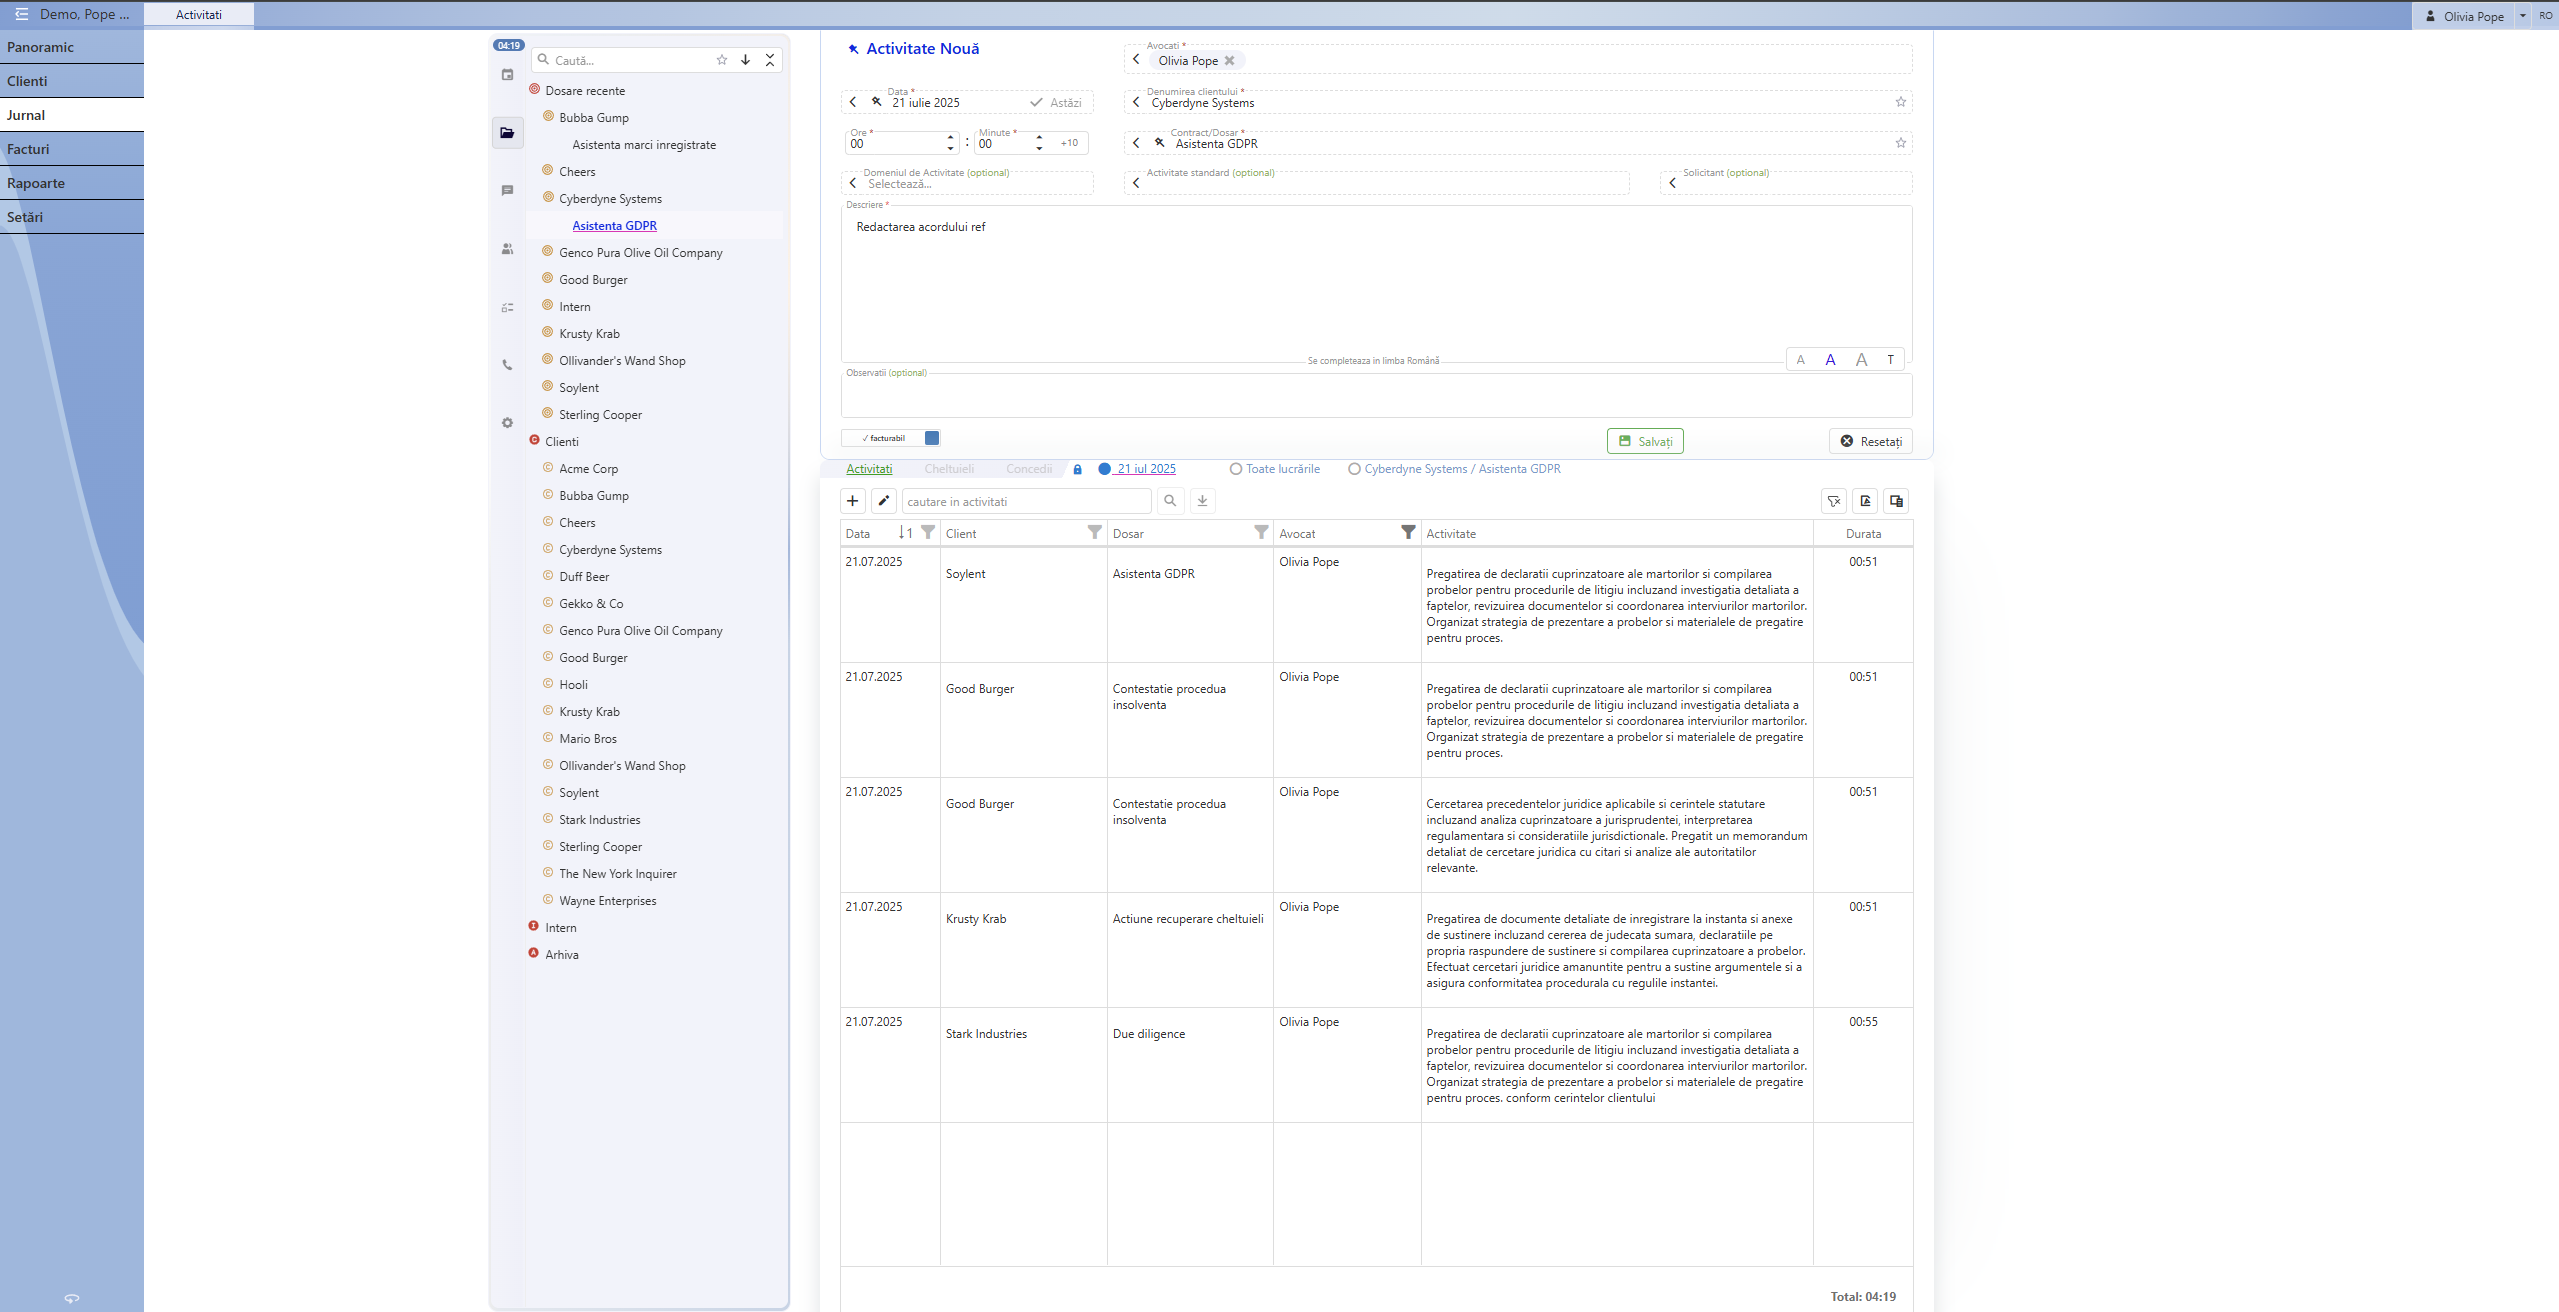 Demo, Pope ...
Activitati
Olivia Pope
RO
Panoramic
Clienti
Jurnal
Facturi
Rapoarte
Setări
04:19
Caută...
Dosare recente
Bubba Gump
Asistenta marci inregistrate
Cheers
Cyberdyne Systems
Asistenta GDPR
Genco Pura Olive Oil Company
Good Burger
Intern
Krusty Krab
Ollivander's Wand Shop
Soylent
Sterling Cooper
Clienti
Acme Corp
Bubba Gump
Cheers
Cyberdyne Systems
Duff Beer
Gekko & Co
Genco Pura Olive Oil Company
Good Burger
Hooli
Krusty Krab
Mario Bros
Ollivander's Wand Shop
Soylent
Stark Industries
Sterling Cooper
The New York Inquirer
Wayne Enterprises
Intern
Arhiva
Activitate Nouă
Avocati *
Olivia Pope
Data *
21 iulie 2025
Astăzi
Denumirea clientului *
Cyberdyne Systems
Ore *
00
:
Minute *
00
+10
Contract/Dosar *
Asistenta GDPR
Domeniul de Activitate (optional)
Selectează...
Activitate standard (optional)
Solicitant (optional)
Descriere *
Redactarea acordului ref
Se completeaza in limba Română
A A A T
Observatii (optional)
✓ facturabil
Salvați
Resetați
Activitati
Cheltuieli
Concedii
21 iul 2025
Toate lucrările
Cyberdyne Systems / Asistenta GDPR
cautare in activitati
Data
1
Client
Dosar
Avocat
Activitate
Durata
21.07.2025
Soylent
Asistenta GDPR
Olivia Pope
Pregatirea de declaratii cuprinzatoare ale martorilor si compilarea
probelor pentru procedurile de litigiu incluzand investigatia detaliata a
faptelor, revizuirea documentelor si coordonarea interviurilor martorilor.
Organizat strategia de prezentare a probelor si materialele de pregatire
pentru proces.
00:51
21.07.2025
Good Burger
Contestatie procedua
insolventa
Olivia Pope
Pregatirea de declaratii cuprinzatoare ale martorilor si compilarea
probelor pentru procedurile de litigiu incluzand investigatia detaliata a
faptelor, revizuirea documentelor si coordonarea interviurilor martorilor.
Organizat strategia de prezentare a probelor si materialele de pregatire
pentru proces.
00:51
21.07.2025
Good Burger
Contestatie procedua
insolventa
Olivia Pope
Cercetarea precedentelor juridice aplicabile si cerintele statutare
incluzand analiza cuprinzatoare a jurisprudentei, interpretarea
regulamentara si consideratiile jurisdictionale. Pregatit un memorandum
detaliat de cercetare juridica cu citari si analize ale autoritatilor
relevante.
00:51
21.07.2025
Krusty Krab
Actiune recuperare cheltuieli
Olivia Pope
Pregatirea de documente detaliate de inregistrare la instanta si anexe
de sustinere incluzand cererea de judecata sumara, declaratiile pe
propria raspundere de sustinere si compilarea cuprinzatoare a probelor.
Efectuat cercetari juridice amanuntite pentru a sustine argumentele si a
asigura conformitatea procedurala cu regulile instantei.
00:51
21.07.2025
Stark Industries
Due diligence
Olivia Pope
Pregatirea de declaratii cuprinzatoare ale martorilor si compilarea
probelor pentru procedurile de litigiu incluzand investigatia detaliata a
faptelor, revizuirea documentelor si coordonarea interviurilor martorilor.
Organizat strategia de prezentare a probelor si materialele de pregatire
pentru proces. conform cerintelor clientului
00:55
Total: 04:19